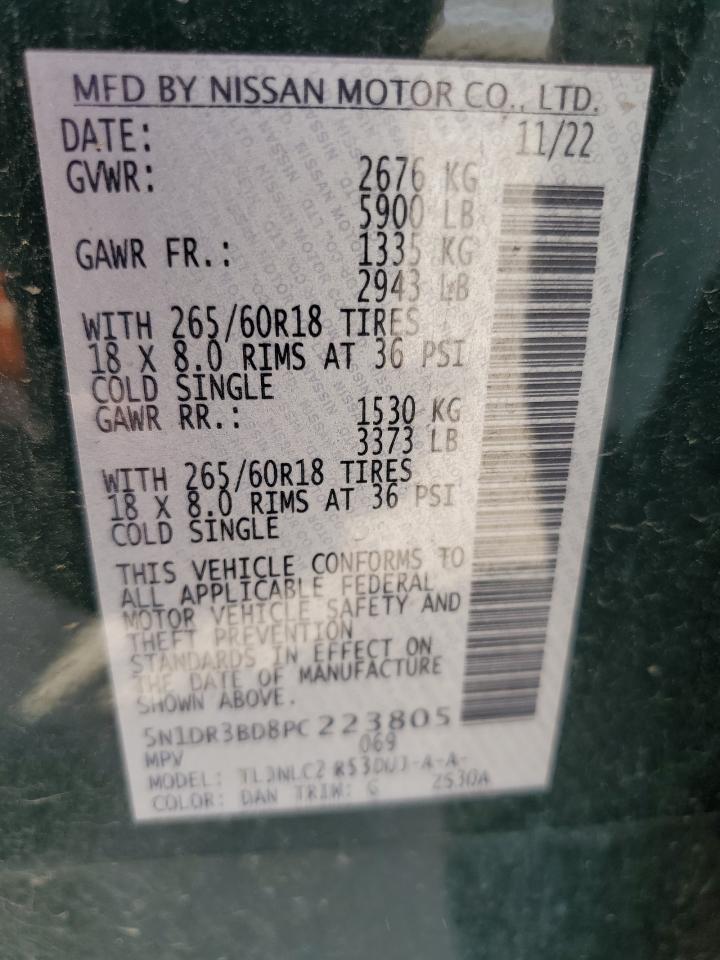 MFD BY NISSAN MOTOR CO., LTD.
DATE: 11/22
GVWR: 2676 KG
5900 LB
GAWR FR.: 1335 KG
2943 LB
WITH 265/60R18 TIRES
18 X 8.0 RIMS AT 36 PSI
COLD SINGLE
GAWR RR.: 1530 KG
3373 LB
WITH 265/60R18 TIRES
18 X 8.0 RIMS AT 36 PSI
COLD SINGLE
THIS VEHICLE CONFORMS TO
ALL APPLICABLE FEDERAL
MOTOR VEHICLE SAFETY AND
THEFT PREVENTION
STANDARDS IN EFFECT ON
THE DATE OF MANUFACTURE
SHOWN ABOVE.
5N1DR3BD8PC 223805
MPV 069
MODEL:
COLOR: DAN TRIM: G 2530A